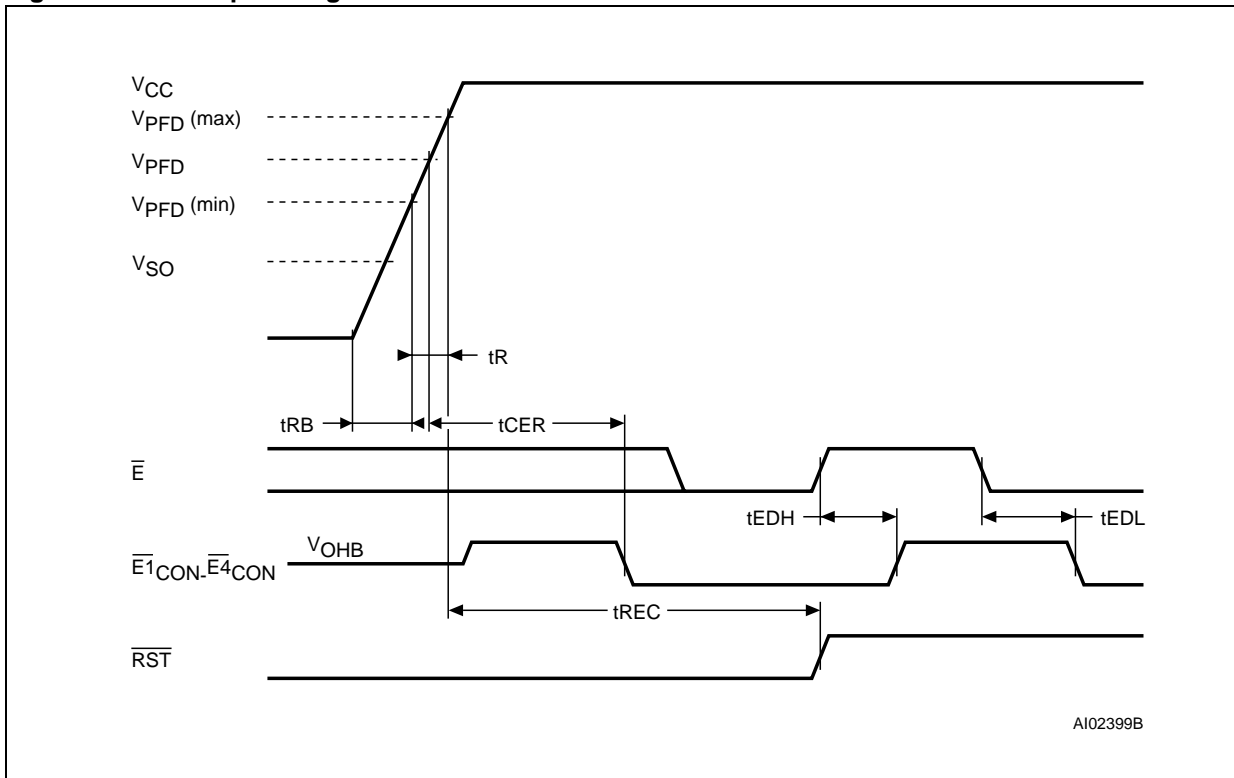 VCC
VPFD (max)
VPFD
VPFD (min)
VSO
tR
tRB
tCER
E
tEDH
tEDL
VOHB
E1CON-E4CON
tREC
RST
AI02399B